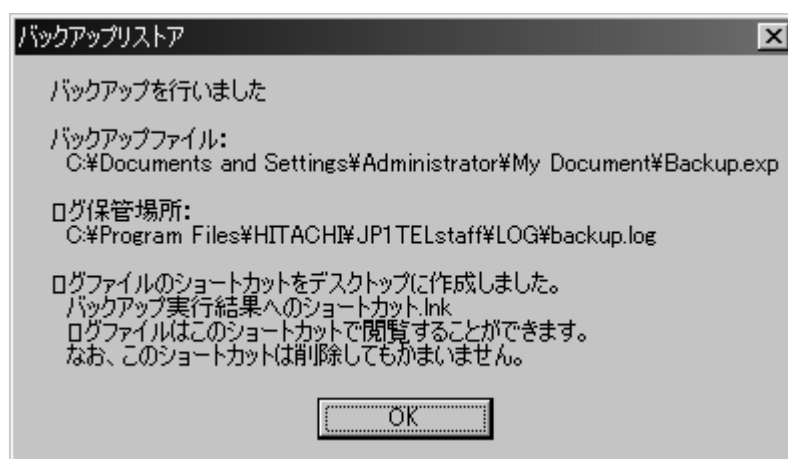 バックアップリストア
バックアップを行いました
バックアップファイル:
C:¥Documents and Settings¥Administrator¥My Document¥Backup.exp
ログ保管場所:
C:¥Program Files¥HITACHI¥JP1TELstaff¥LOG¥backup.log
ログファイルのショートカットをデスクトップに作成しました。
バックアップ実行結果へのショートカット.lnk
ログファイルはこのショートカットで閲覧することができます。
なお、このショートカットは削除してもかまいません。
OK